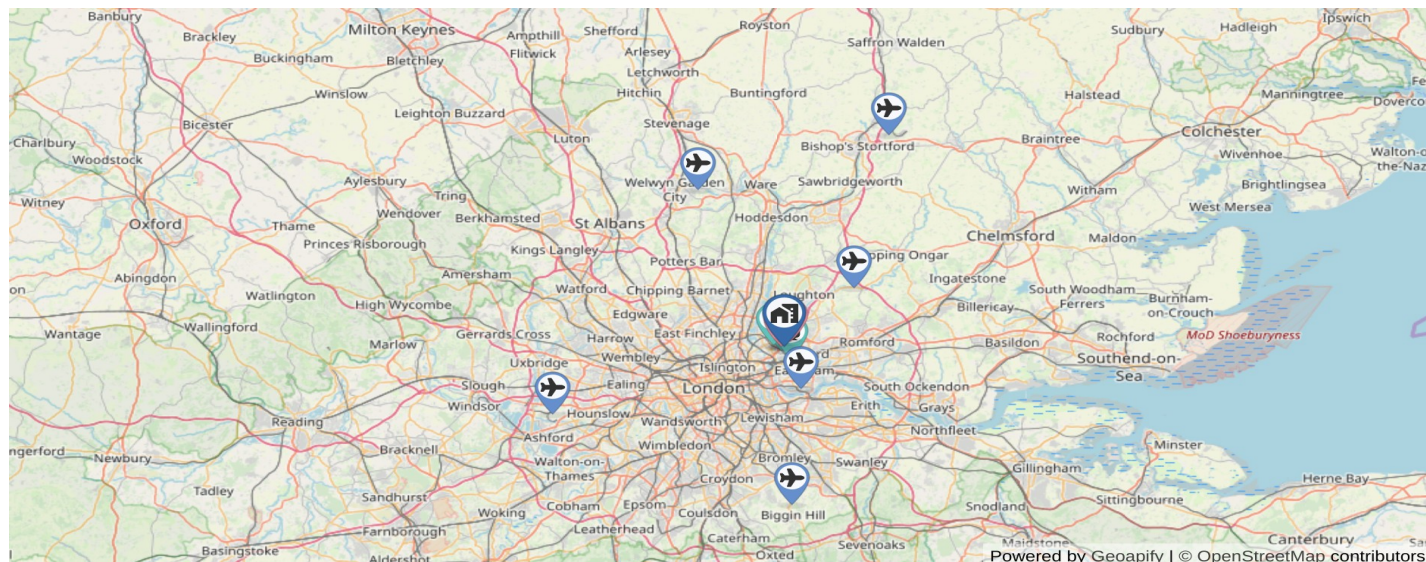 Banbury
Brackley
Milton Keynes
Ampthill
Shefford
Royston
Sudbury
Hadleigh
Ipswich
Buckingham
Bletchley
Flitwick
Arlesey
Saffron Walden
Letchworth
Winslow
Hitchin
Buntingford
Halstead
Manningtree
Leighton Buzzard
Bicester
Luton
Stevenage
Colchester
Charlbury
Bishop's Stortford
Braintree
Woodstock
Wivenhoe
Walton-o
the-Naz
Aylesbury
Welwyn Garden
City
Ware
Sawbridgeworth
Witham
Brightlingsea
Witney
Tring
Wendover
Berkhamsted
Hoddesdon
West Mersea
Oxford
Thame
St Albans
Chelmsford
Maldon
Princes Risborough
Kings Langley
Potters Bar
pping Ongar
Abingdon
Amersham
Ingatestone
Watlington
Watford
Chipping Barnet
Loughton
South Woodham
Ferrers
Burnham-
on-Crouch
High Wycombe
Edgware
Billericay
Wallingford
Wantage
Gerrards Cross
Harrow
East Finchley
Romford
Basildon
Rochford
MoD Shoeburyness
Marlow
Uxbridge
Wembley
Islington
Southend-on-
Sea
Slough
Ealing
London
South Ockendon
Windsor
Hounslow
Erith
Grays
Reading
Wandsworth
Lewisham
Northfleet
Ashford
Bracknell
Wimbledon
Minster
ngerford
Newbury
Walton-on-
Thames
Bromley
Swanley
Gillingham
Croydon
Herne Bay
Tadley
Sandhurst
Cobham
Epsom
Sittingbourne
Woking
Coulsdon
Biggin Hill
Snodland
Farnborough
Leatherhead
Caterham
Sevenoaks
Maidstone
Canterbury
Basingstoke
Aldershot
Oxted
Powered by Geoapify | © OpenStreetMap contributors